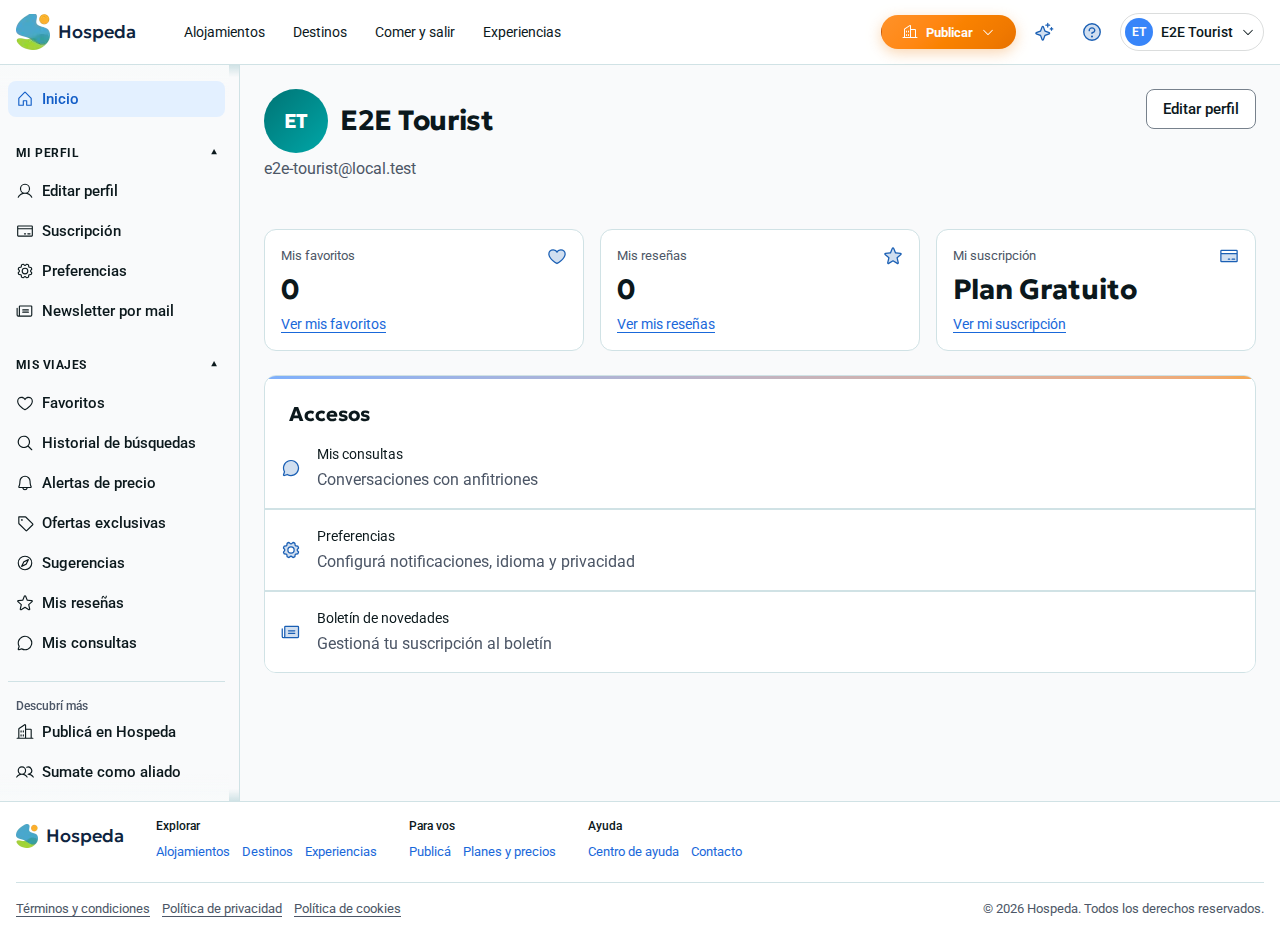 Hospeda
Alojamientos Destinos Comer y salir Experiencias
Publicar
ET E2E Tourist
Inicio
MI PERFIL
Editar perfil
Suscripción
Preferencias
Newsletter por mail
MIS VIAJES
Favoritos
Historial de búsquedas
Alertas de precio
Ofertas exclusivas
Sugerencias
Mis reseñas
Mis consultas
Descubrí más
Publicá en Hospeda
Sumate como aliado
ET E2E Tourist
e2e-tourist@local.test
Editar perfil
Mis favoritos
0
Ver mis favoritos
Mis reseñas
0
Ver mis reseñas
Mi suscripción
Plan Gratuito
Ver mi suscripción
Accesos
Mis consultas
Conversaciones con anfitriones
Preferencias
Configurá notificaciones, idioma y privacidad
Boletín de novedades
Gestioná tu suscripción al boletín
Hospeda
Explorar
Alojamientos Destinos Experiencias
Para vos
Publicá Planes y precios
Ayuda
Centro de ayuda Contacto
Términos y condiciones Política de privacidad Política de cookies
© 2026 Hospeda. Todos los derechos reservados.